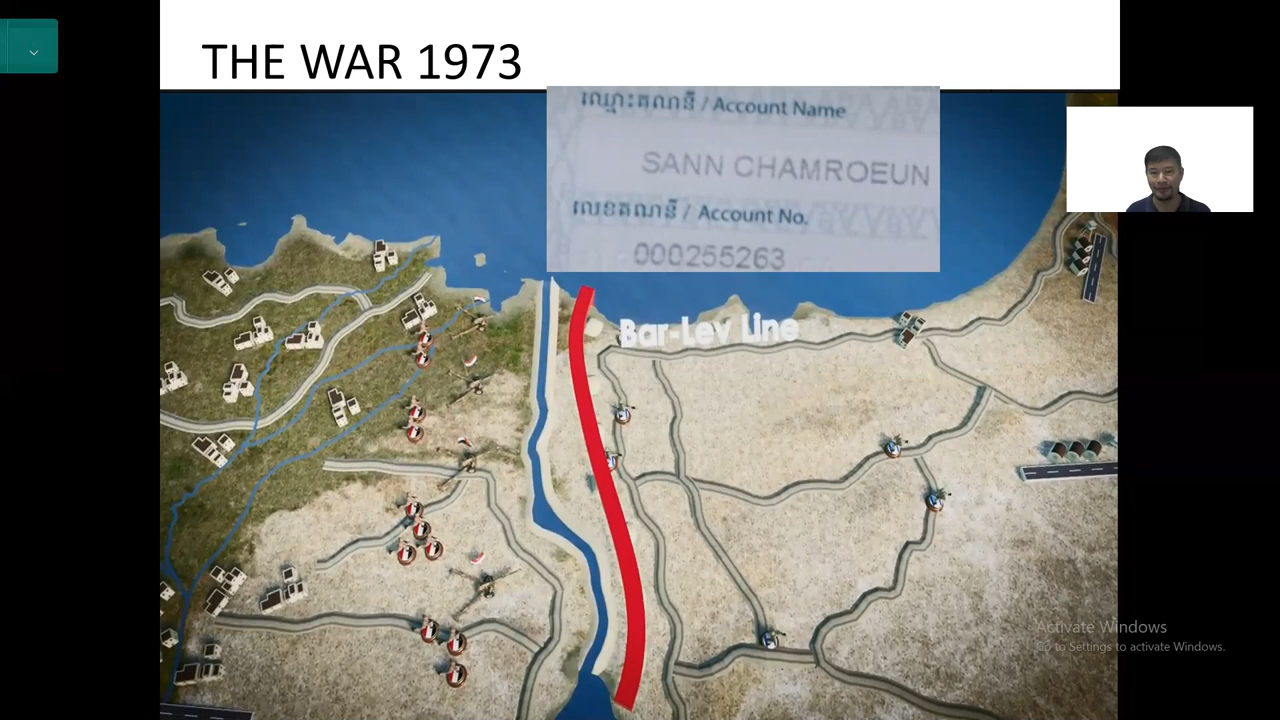 THE WAR 1973
ឈ្មោះគណនី / Account Name
SANN CHAMROEUN
លេខគណនី / Account No.
000255263
Bar-Lev Line
Activate Windows
Go to Settings to activate Windows.